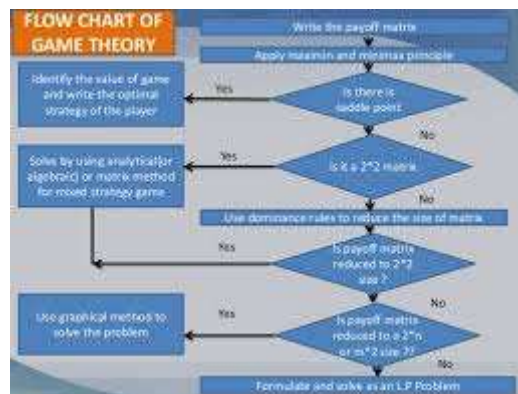 FLOW CHART OF
GAME THEORY
Write the payoff matrix
Apply maximin and minimax principle
Identify the value of game
and write the optimal
strategy of the player
Yes
Is there is
saddle point
No
Solve by using analytical(or
algebraic) or matrix method
for mixed strategy game
Yes
Is it a 2*2 matrix
No
Use dominance rules to reduce the size of matrix
Yes
Is payoff matrix
reduced to 2*2
size ?
No
Use graphical method to
solve the problem
Yes
Is payoff matrix
reduced to a 2*n
or m*2 size ??
No
Formulate and solve as an L.P Problem